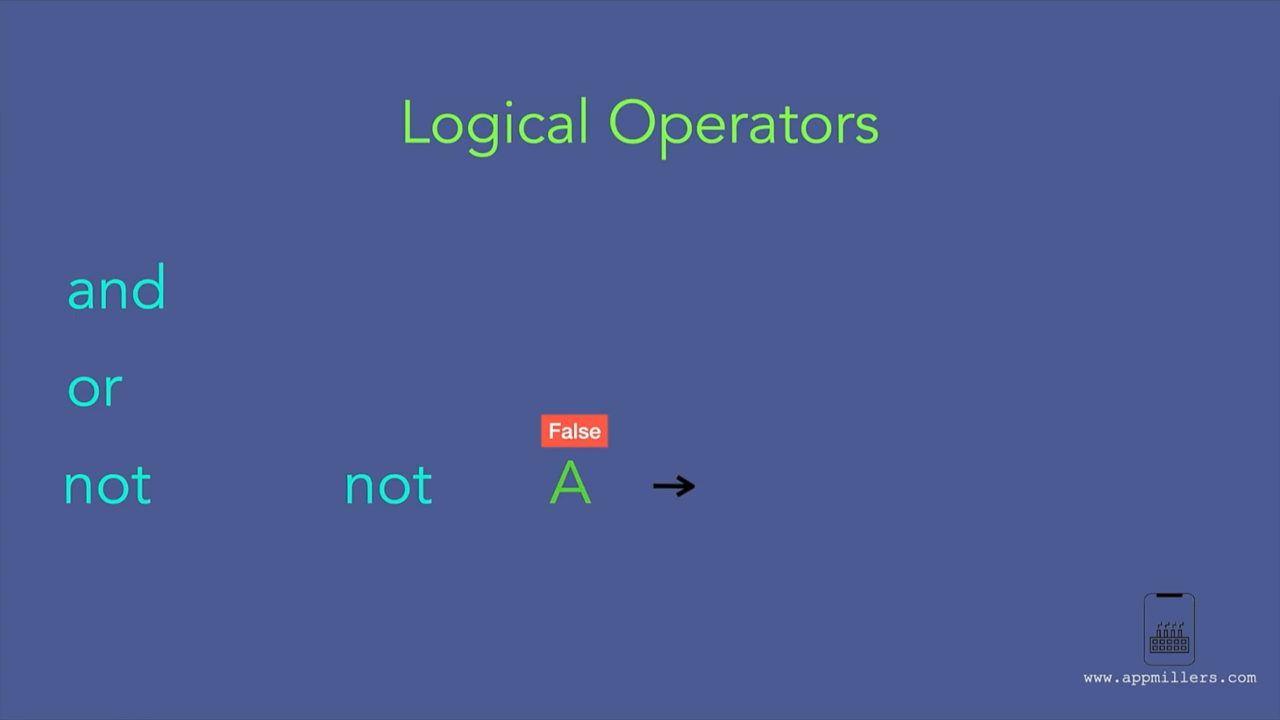 Logical Operators
and
or
False
not not A →
www.appmillers.com